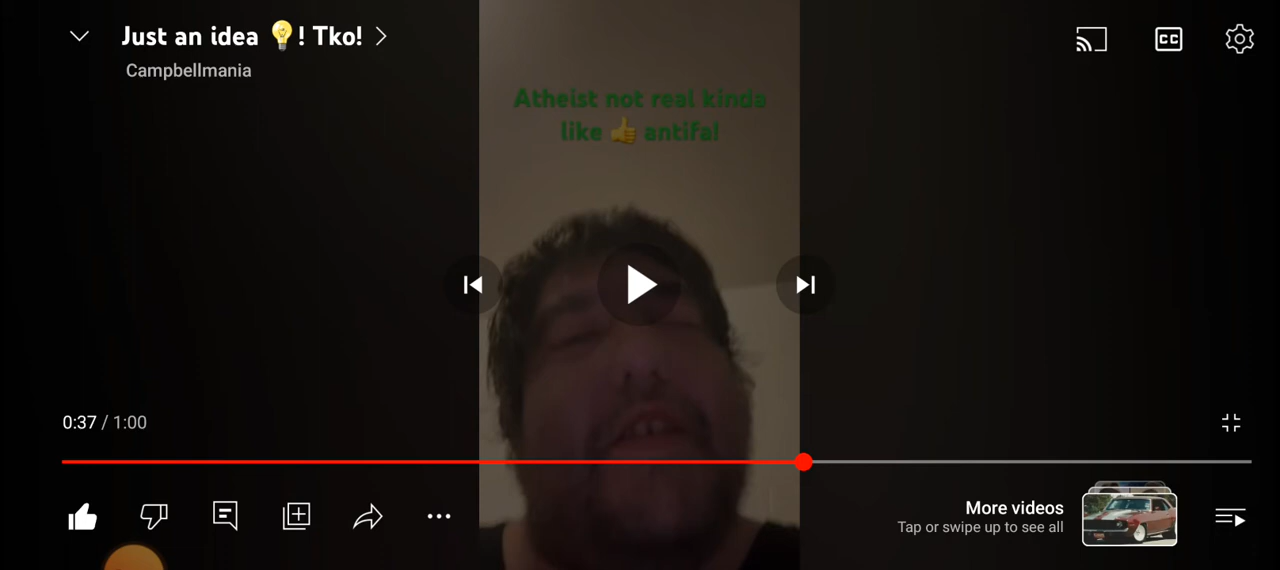 Just an idea 💡! Tko!
Campbellmania
CC
Atheist not real kinda
like 👍 antifa!
0:37 / 1:00
More videos
Tap or swipe up to see all